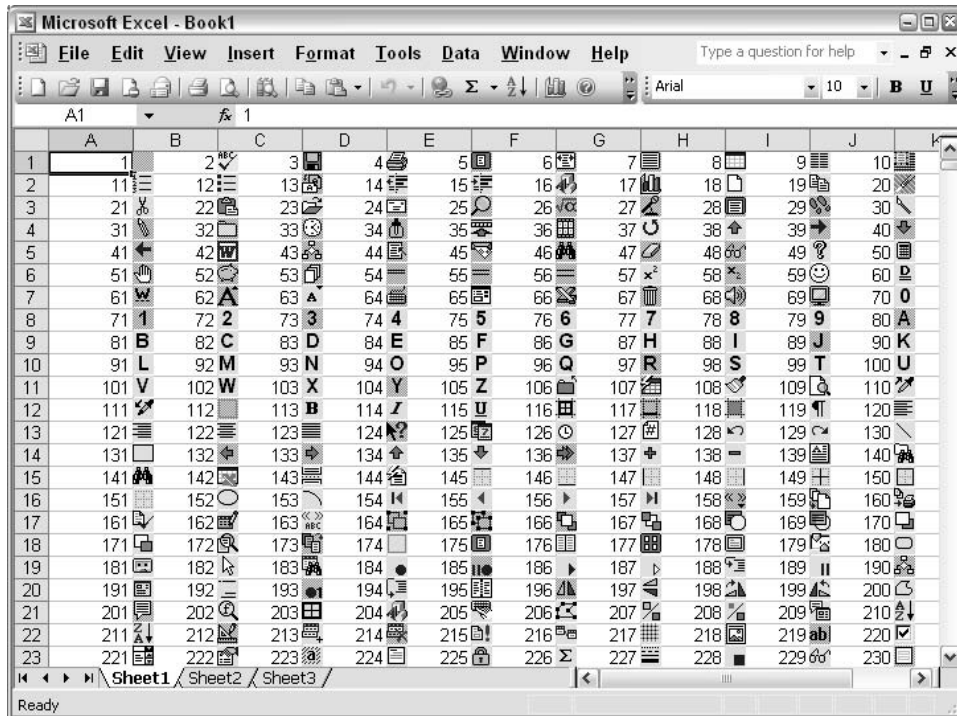 Microsoft Excel - Book1
File Edit View Insert Format Tools Data Window Help Type a question for help
Arial 10 B U
A1 fx 1
A B C D E F G H I J K
1 1 2 3 4 5 6 7 8 9 10
2 11 12 13 14 15 16 17 18 19 20
3 21 22 23 24 25 26 27 28 29 30
4 31 32 33 34 35 36 37 38 39 40
5 41 42 43 44 45 46 47 48 49 50
6 51 52 53 54 55 56 57 x² 58 x₂ 59 60 D
7 61 W 62 A 63 A 64 65 66 67 68 69 70 0
8 71 1 72 2 73 3 74 4 75 5 76 6 77 7 78 8 79 9 80 A
9 81 B 82 C 83 D 84 E 85 F 86 G 87 H 88 I 89 J 90 K
10 91 L 92 M 93 N 94 O 95 P 96 Q 97 R 98 S 99 T 100 U
11 101 V 102 W 103 X 104 Y 105 Z 106 107 108 109 110
12 111 112 113 B 114 I 115 U 116 117 118 119 ¶ 120
13 121 122 123 124 125 126 127 128 129 130
14 131 132 133 134 135 136 137 138 139 140
15 141 142 143 144 145 146 147 148 149 150
16 151 152 153 154 155 156 157 158 159 160
17 161 162 163 ABC 164 165 166 167 168 169 170
18 171 172 173 174 175 176 177 178 179 180
19 181 182 183 184 185 186 187 188 189 190
20 191 192 193 194 195 196 197 198 199 200
21 201 202 203 204 205 206 207 208 209 210
22 211 212 213 214 215 216 217 218 219 ab 220
23 221 222 223 224 225 226 Σ 227 228 229 230
Sheet1 Sheet2 Sheet3
Ready